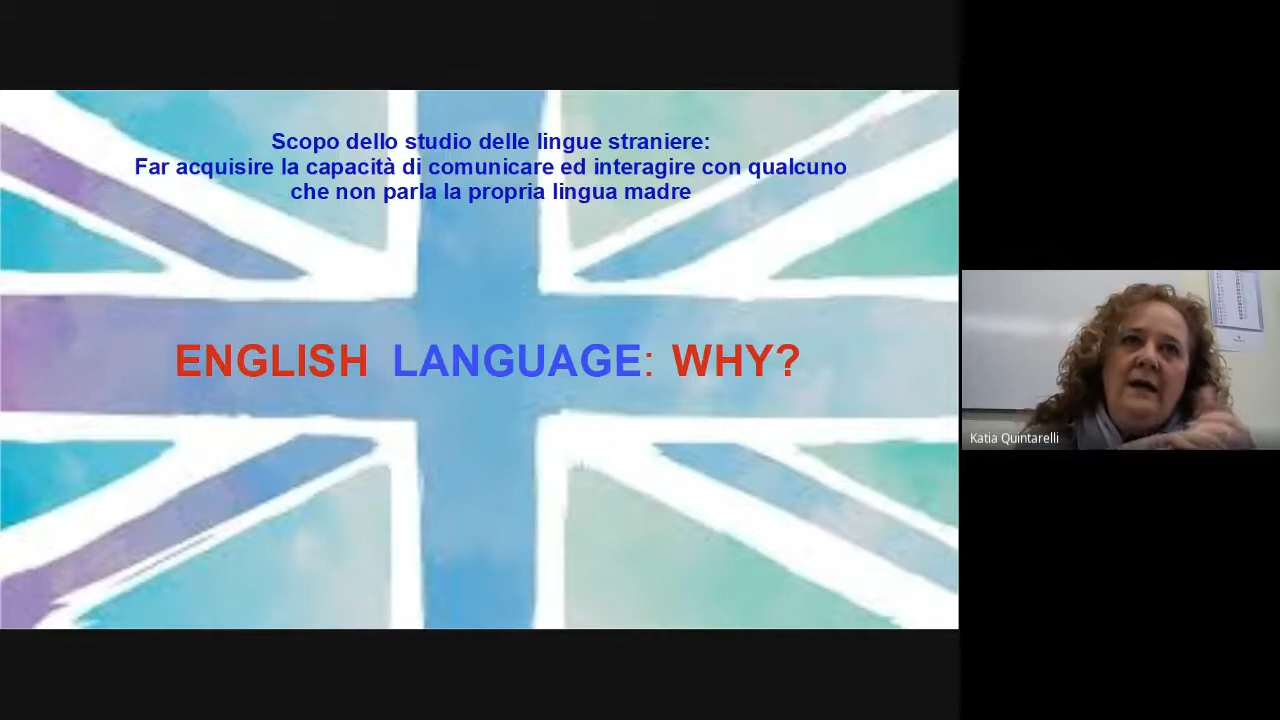 Scopo dello studio delle lingue straniere:
Far acquisire la capacità di comunicare ed interagire con qualcuno
che non parla la propria lingua madre
ENGLISH LANGUAGE: WHY?
Katia Quintarelli